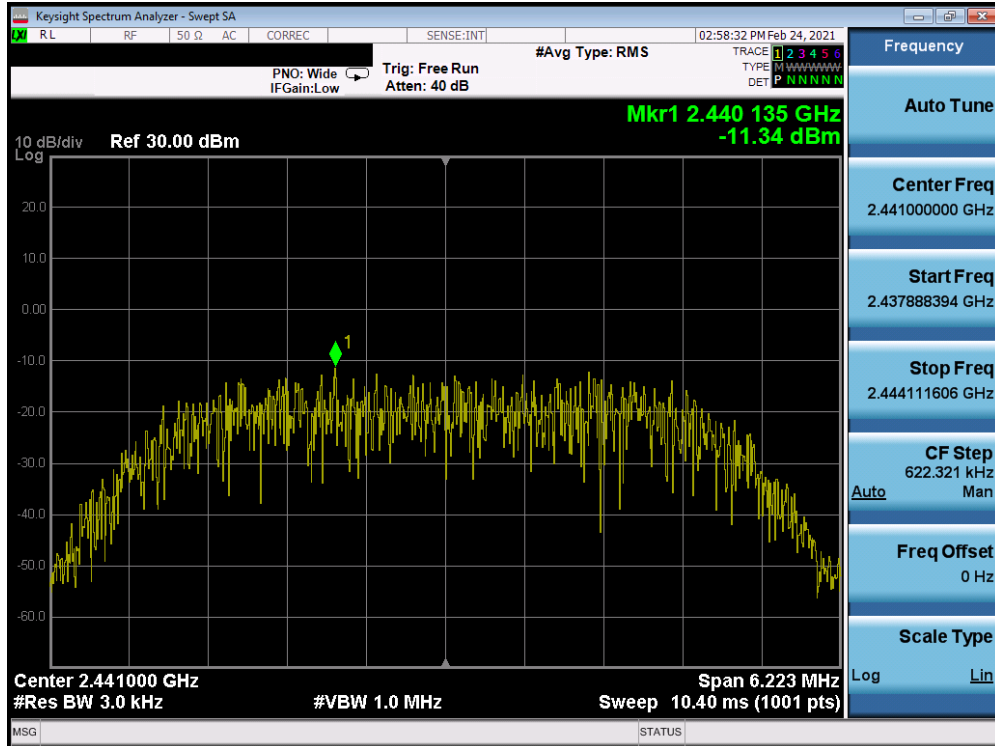 Keysight Spectrum Analyzer - Swept SA
LXI RL RF 50 Ω AC CORREC SENSE:INT 02:58:32 PM Feb 24, 2021
#Avg Type: RMS TRACE 1 2 3 4 5 6
PNO: Wide Trig: Free Run TYPE M WWWWW
IFGain:Low Atten: 40 dB DET P N N N N N
Mkr1 2.440 135 GHz
-11.34 dBm
10 dB/div Ref 30.00 dBm
Log
20.0
10.0
0.00
1
-10.0
-20.0
-30.0
-40.0
-50.0
-60.0
Center 2.441000 GHz Span 6.223 MHz
#Res BW 3.0 kHz #VBW 1.0 MHz Sweep 10.40 ms (1001 pts)
MSG STATUS
Frequency
Auto Tune
Center Freq
2.441000000 GHz
Start Freq
2.437888394 GHz
Stop Freq
2.444111606 GHz
CF Step
622.321 kHz
Auto Man
Freq Offset
0 Hz
Scale Type
Log Lin